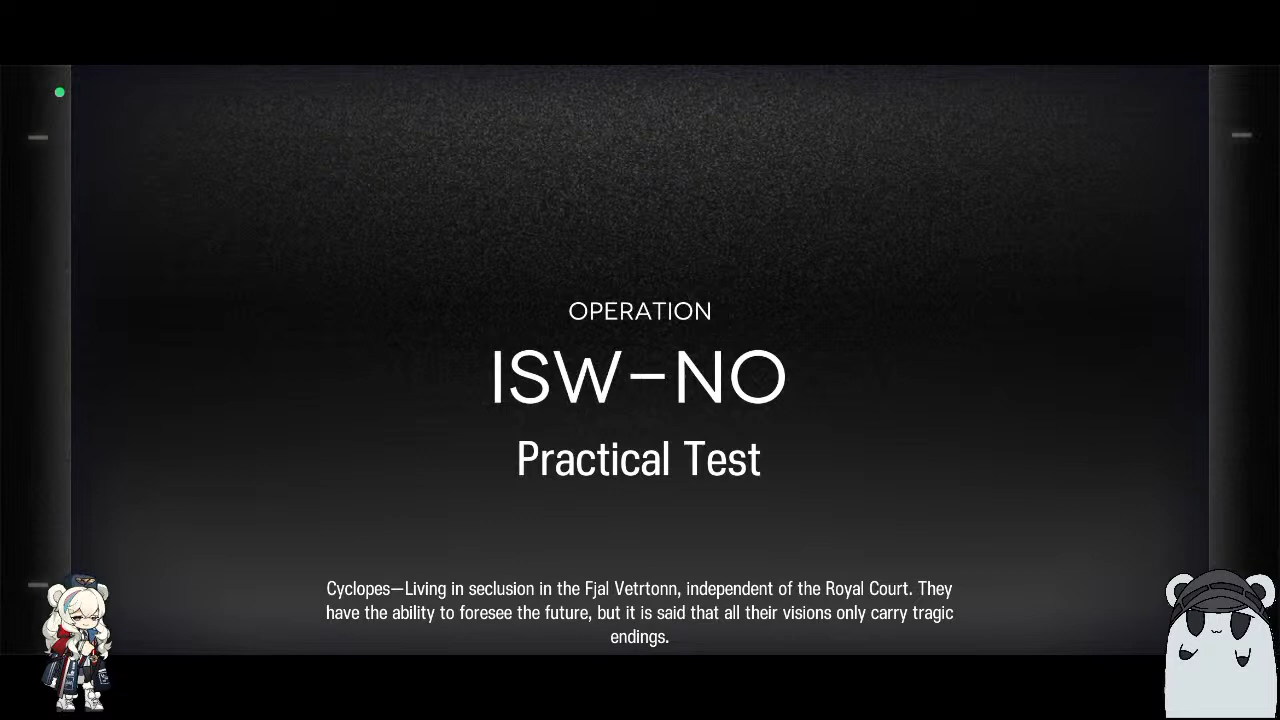 OPERATION
ISW-NO
Practical Test
Cyclopes—Living in seclusion in the Fjal Vetrtonn, independent of the Royal Court. They
have the ability to foresee the future, but it is said that all their visions only carry tragic
endings.